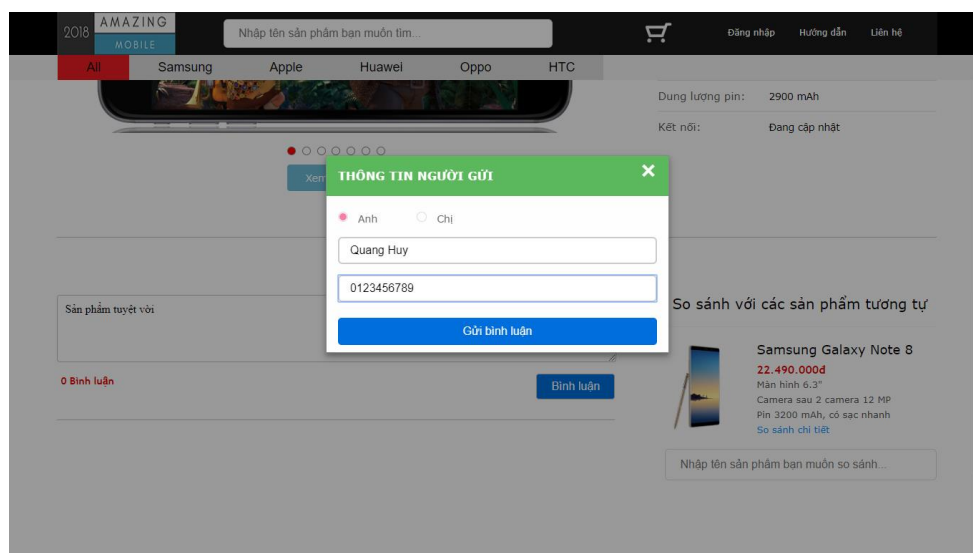 2018 AMAZING MOBILE
Nhập tên sản phẩm bạn muốn tìm...
Đăng nhập Hướng dẫn Liên hệ
All Samsung Apple Huawei Oppo HTC
Dung lượng pin: 2900 mAh
Kết nối: Đang cập nhật
Xem
THÔNG TIN NGƯỜI GỬI
Anh Chị
Quang Huy
0123456789
Gửi bình luận
Sản phẩm tuyệt vời
0 Bình luận
Bình luận
So sánh với các sản phẩm tương tự
Samsung Galaxy Note 8
22.490.000đ
Màn hình 6.3"
Camera sau 2 camera 12 MP
Pin 3200 mAh, có sạc nhanh
So sánh chi tiết
Nhập tên sản phẩm bạn muốn so sánh...